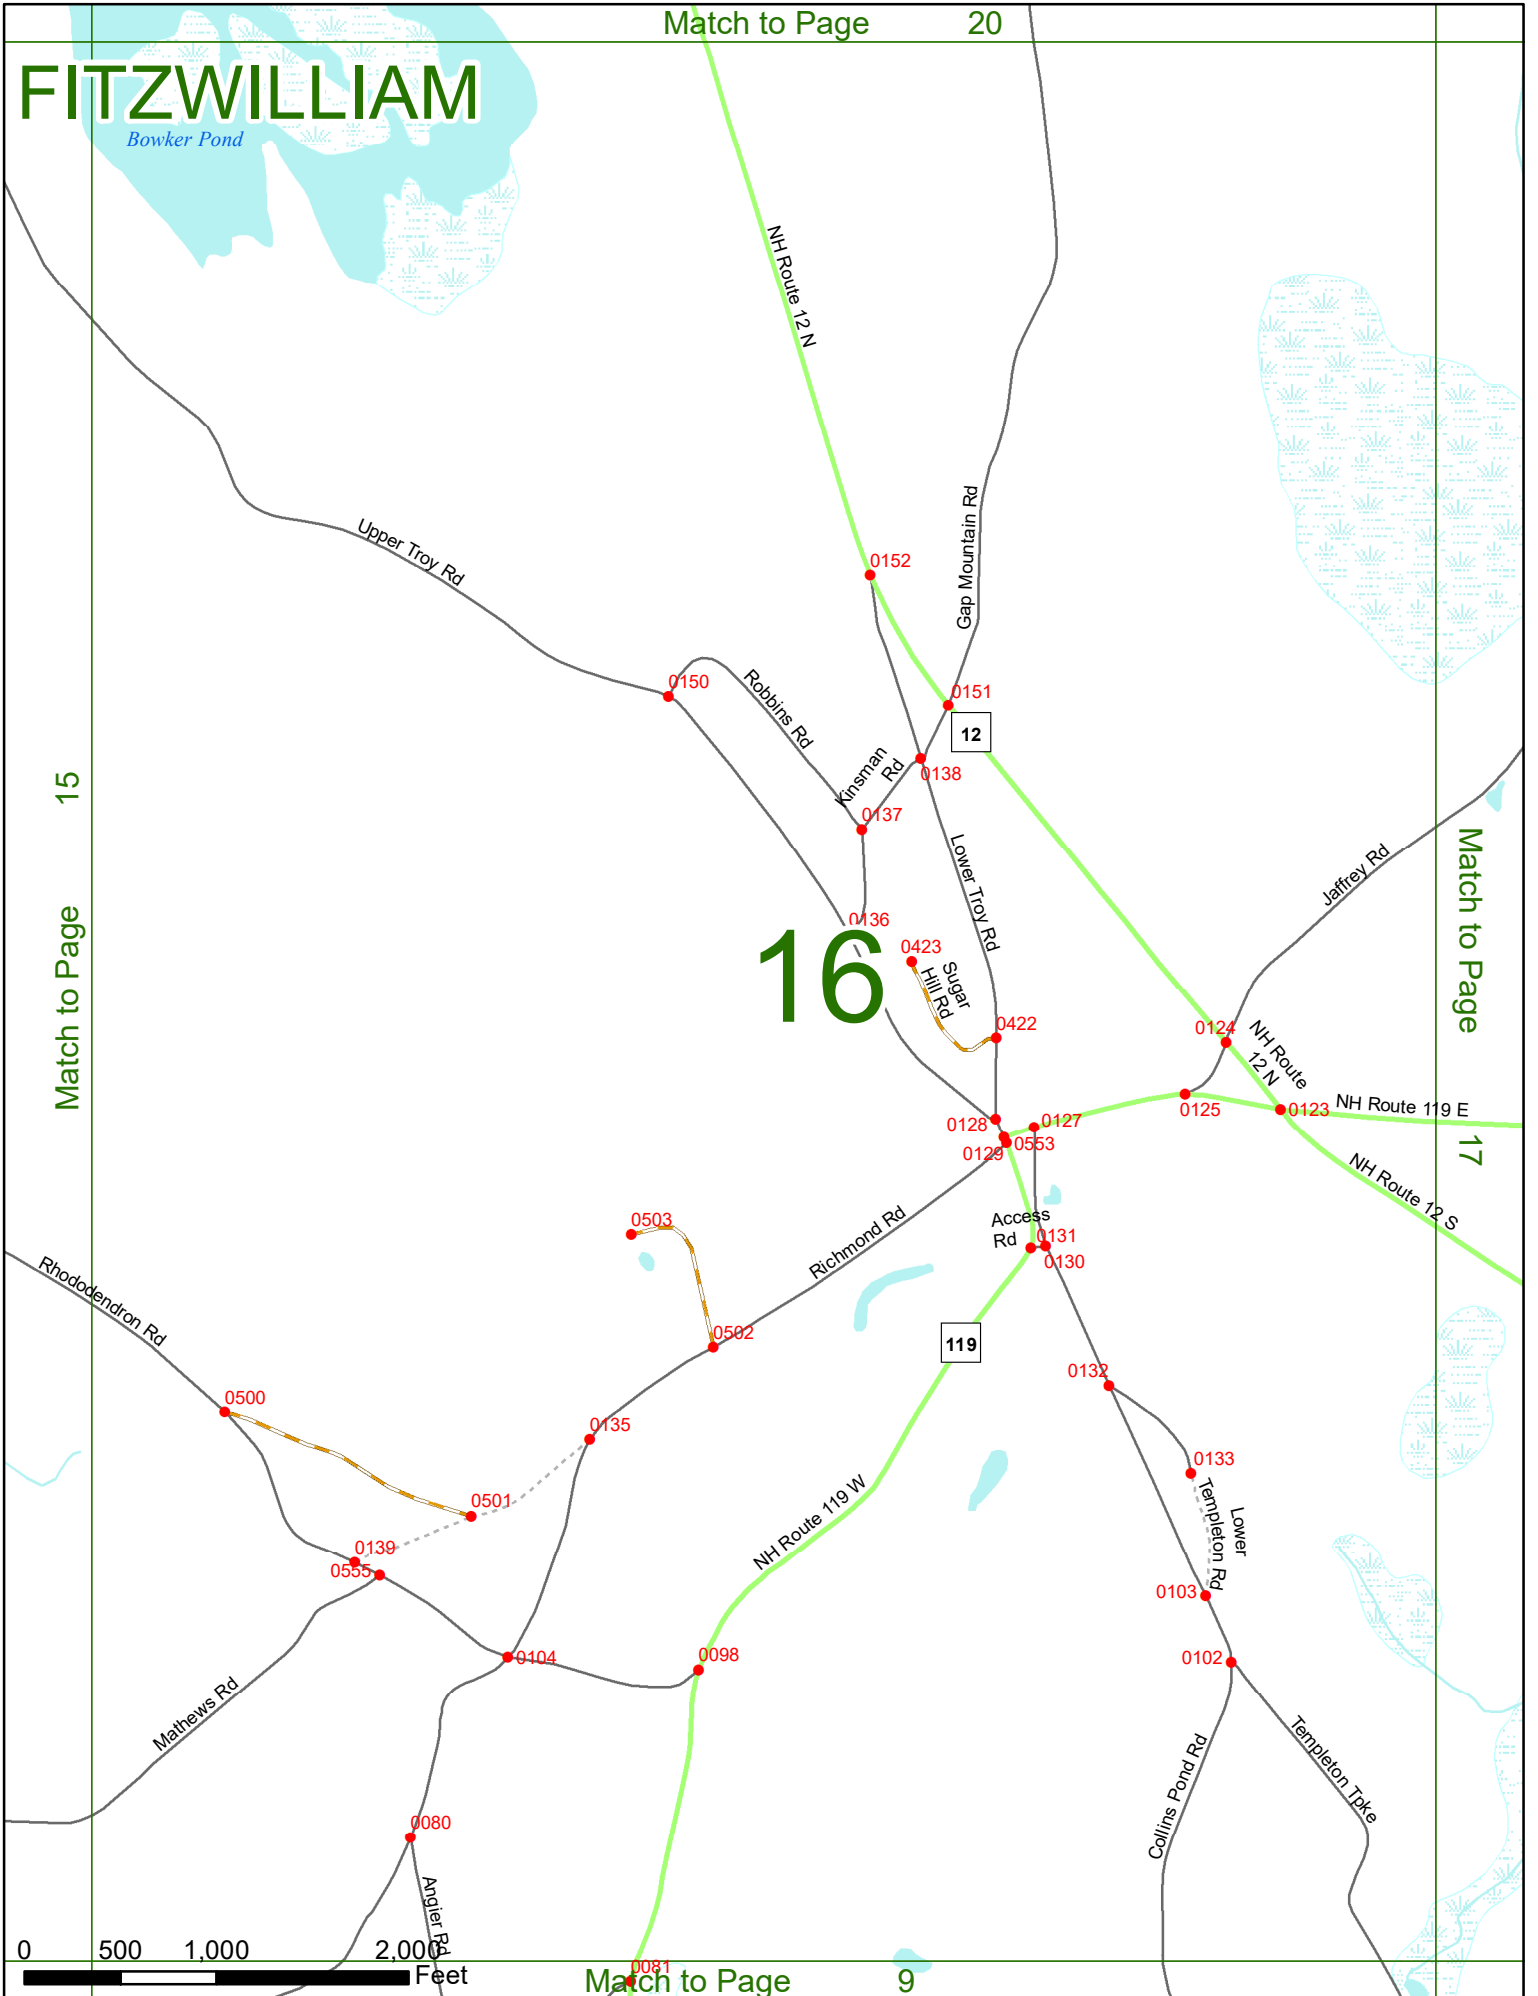 Match to Page 20
FITZWILLIAM
Bowker Pond
NH Route 12 N
Gap Mountain Rd
Upper Troy Rd
0152
0150
0151
Robbins Rd
12
Kinsman
Rd
0138
0137
15
Match to Page
Lower Troy Rd
Jaffrey Rd
Match to Page
17
0136
16
0423
Sugar
Hill Rd
0422
0124
NH Route
12 N
0125
0123
NH Route 119 E
0128
0127
0129
0553
NH Route 12 S
0503
Access
Rd
0131
0130
Richmond Rd
Rhododendron Rd
0502
119
0132
0500
0135
0133
0501
NH Route 119 W
Lower
Templeton Rd
0139
0555
0103
0104
0098
0102
Mathews Rd
Collins Pond Rd
Templeton Tpke
0080
Angier Rd
0 500 1,000 2,000
Feet
0081
Match to Page 9